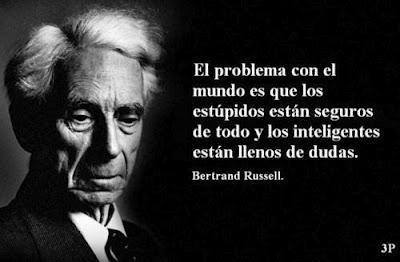 El problema con el
mundo es que los
estúpidos están seguros
de todo y los inteligentes
están llenos de dudas.
Bertrand Russell.
3P